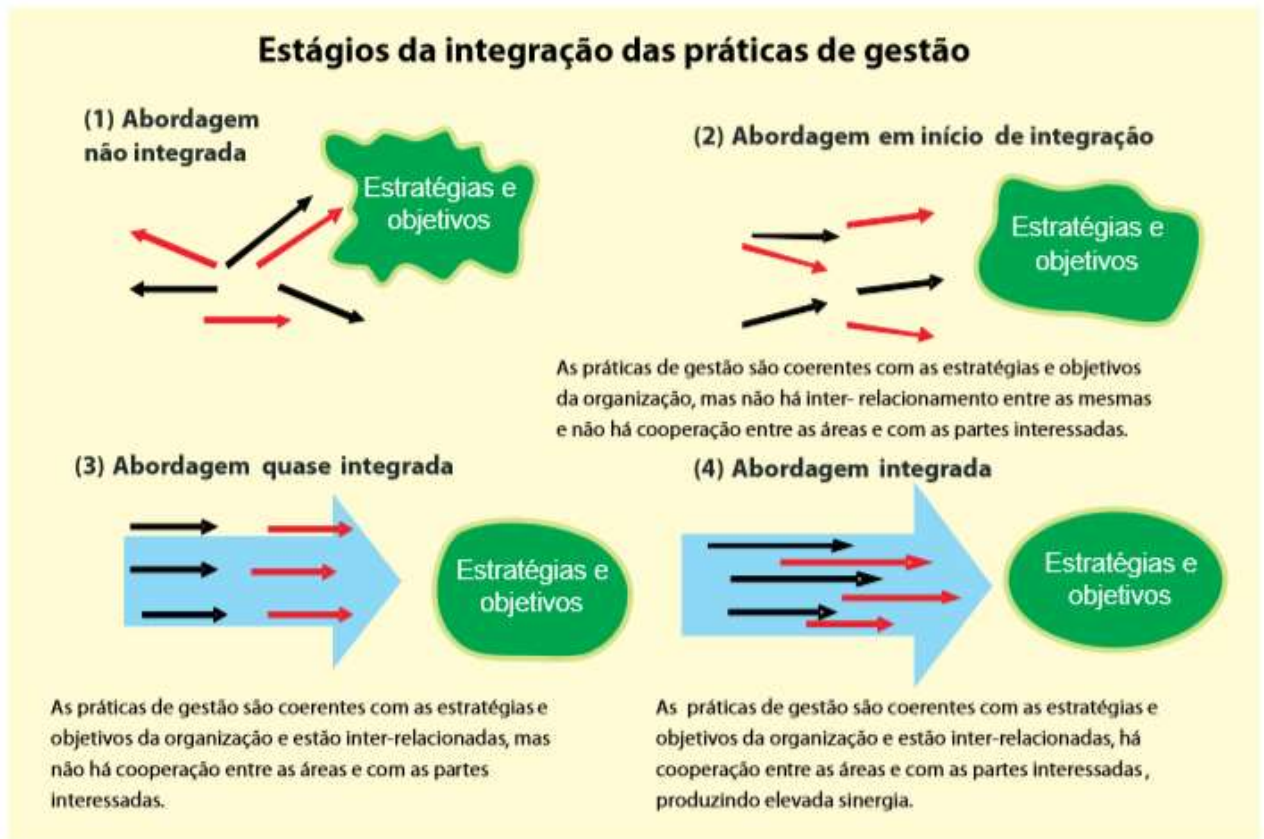 Estágios da integração das práticas de gestão
(1) Abordagem
não integrada
Estratégias e
objetivos
(2) Abordagem em início de integração
Estratégias e
objetivos
As práticas de gestão são coerentes com as estratégias e objetivos
da organização, mas não há inter- relacionamento entre as mesmas
e não há cooperação entre as áreas e com as partes interessadas.
(3) Abordagem quase integrada
Estratégias e
objetivos
As práticas de gestão são coerentes com as estratégias e
objetivos da organização e estão inter-relacionadas, mas
não há cooperação entre as áreas e com as partes
interessadas.
(4) Abordagem integrada
Estratégias e
objetivos
As práticas de gestão são coerentes com as estratégias e
objetivos da organização e estão inter-relacionadas, há
cooperação entre as áreas e com as partes interessadas,
produzindo elevada sinergia.